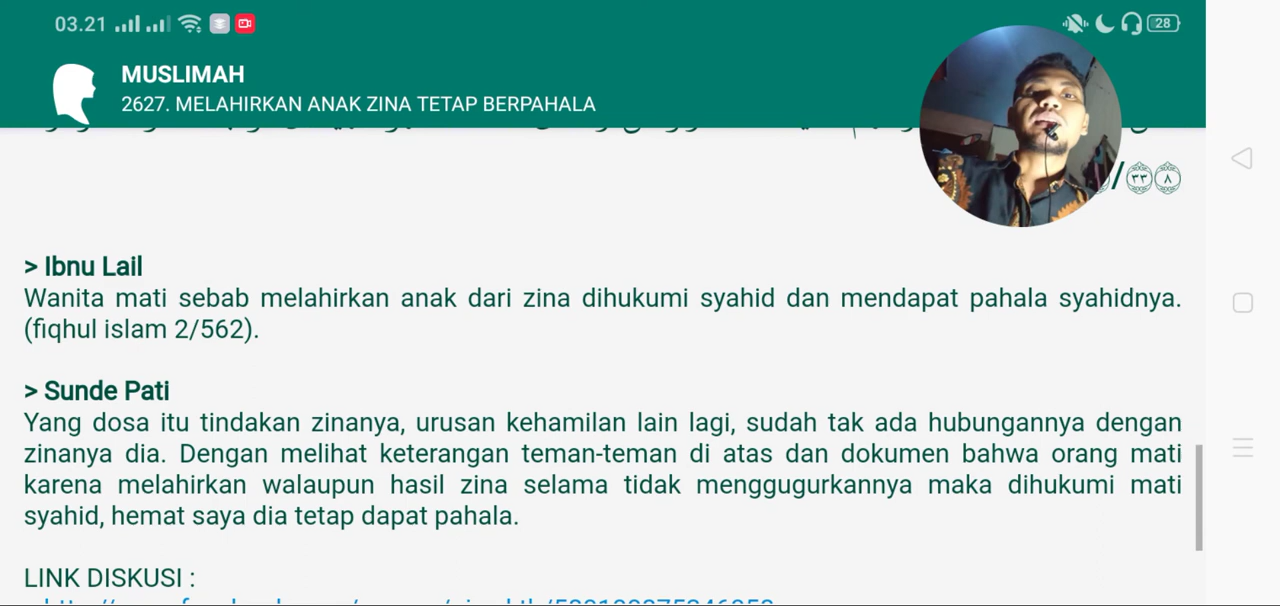 03.21
28
MUSLIMAH
2627. MELAHIRKAN ANAK ZINA TETAP BERPAHALA
/٣٣٨
> Ibnu Lail
Wanita mati sebab melahirkan anak dari zina dihukumi syahid dan mendapat pahala syahidnya.
(fiqhul islam 2/562).
> Sunde Pati
Yang dosa itu tindakan zinanya, urusan kehamilan lain lagi, sudah tak ada hubungannya dengan
zinanya dia. Dengan melihat keterangan teman-teman di atas dan dokumen bahwa orang mati
karena melahirkan walaupun hasil zina selama tidak menggugurkannya maka dihukumi mati
syahid, hemat saya dia tetap dapat pahala.
LINK DISKUSI :